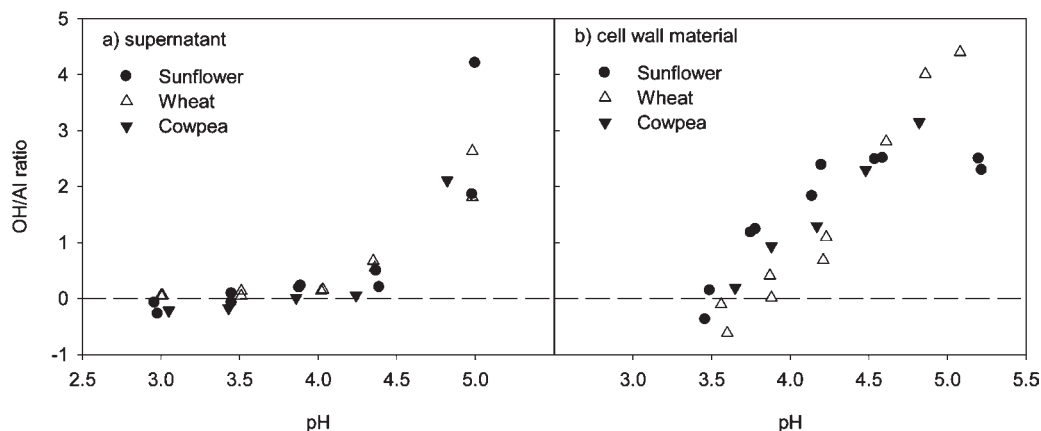 5
4
3
2
1
0
-1
OH/Al ratio
a) supernatant
Sunflower
Wheat
Cowpea
2.5 3.0 3.5 4.0 4.5 5.0
pH
b) cell wall material
Sunflower
Wheat
Cowpea
3.0 3.5 4.0 4.5 5.0 5.5
pH